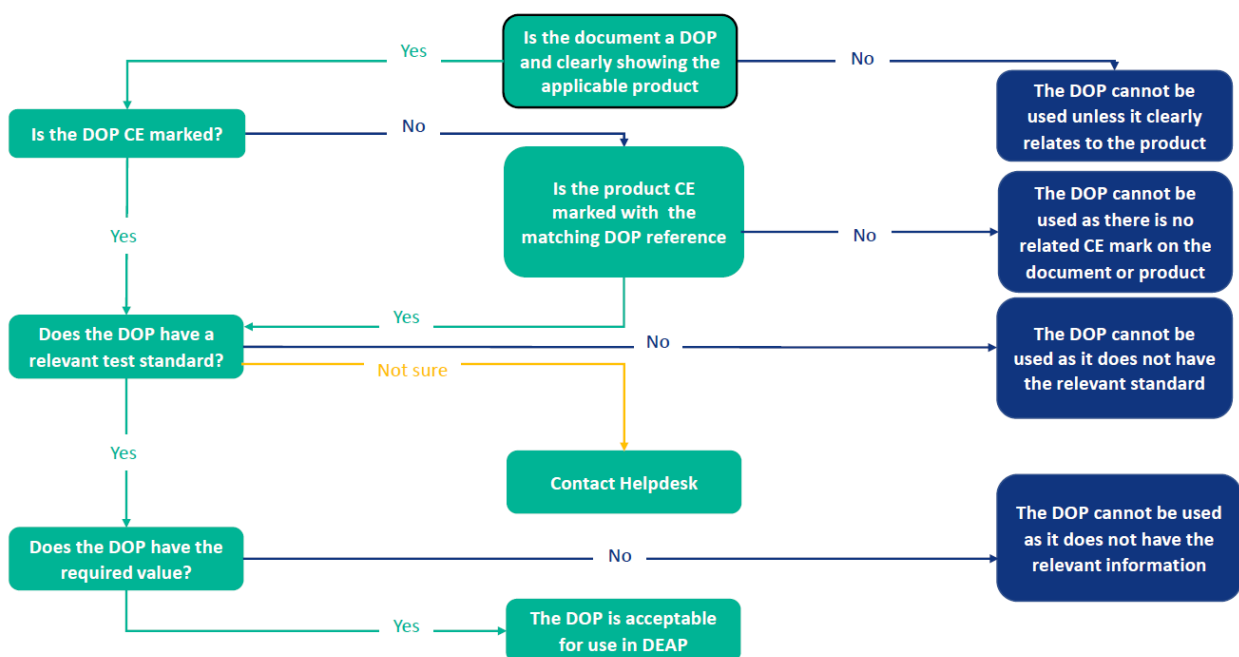 Is the document a DOP
and clearly showing the
applicable product
Yes
No
The DOP cannot be
used unless it clearly
relates to the product
Is the DOP CE marked?
No
Is the product CE
marked with the
matching DOP reference
No
The DOP cannot be
used as there is no
related CE mark on the
document or product
Yes
Yes
Does the DOP have a
relevant test standard?
No
The DOP cannot be
used as it does not have
the relevant standard
Not sure
Contact Helpdesk
Yes
Does the DOP have the
required value?
No
The DOP cannot be used
as it does not have the
relevant information
Yes
The DOP is acceptable
for use in DEAP